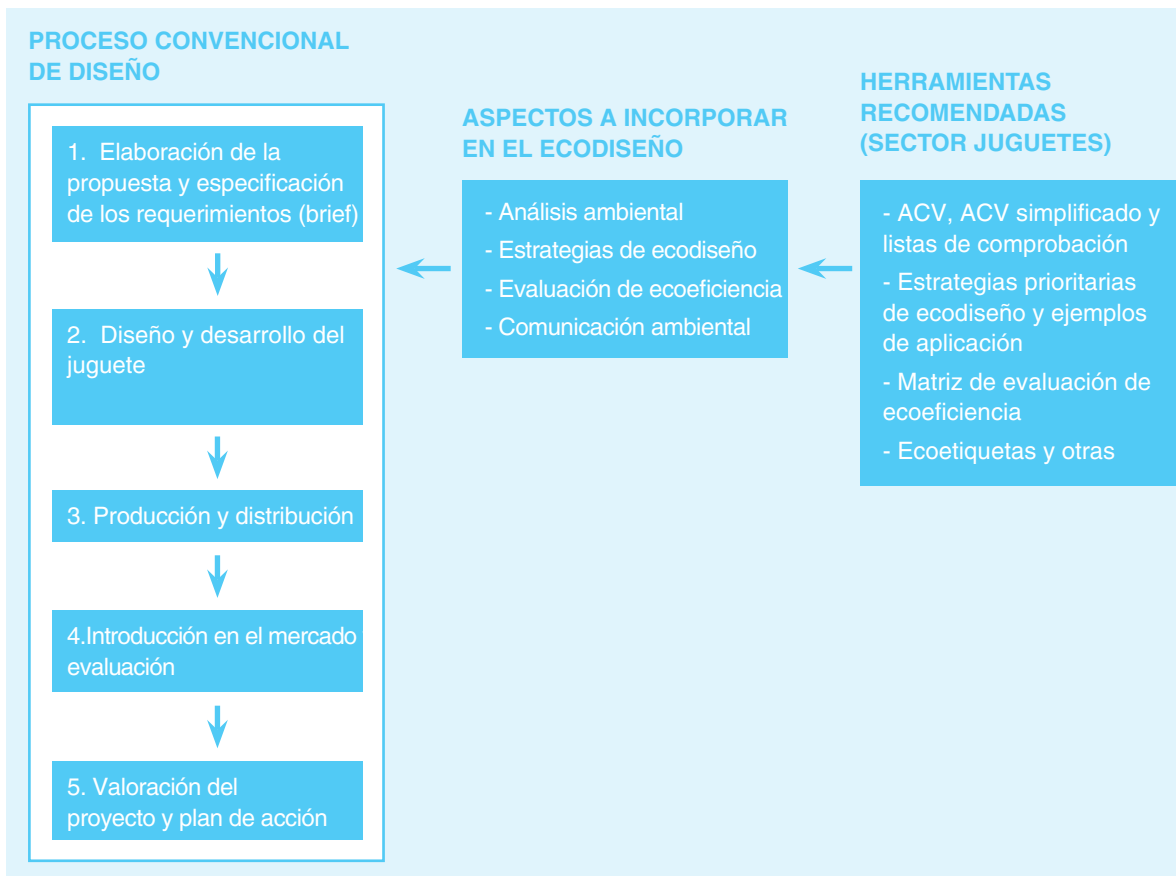 PROCESO CONVENCIONAL
DE DISEÑO
1. Elaboración de la
propuesta y especificación
de los requerimientos (brief)
2. Diseño y desarrollo del
juguete
3. Producción y distribución
4.Introducción en el mercado
evaluación
5. Valoración del
proyecto y plan de acción
ASPECTOS A INCORPORAR
EN EL ECODISEÑO
- Análisis ambiental
- Estrategias de ecodiseño
- Evaluación de ecoeficiencia
- Comunicación ambiental
HERRAMIENTAS
RECOMENDADAS
(SECTOR JUGUETES)
- ACV, ACV simplificado y
listas de comprobación
- Estrategias prioritarias
de ecodiseño y ejemplos
de aplicación
- Matriz de evaluación de
ecoeficiencia
- Ecoetiquetas y otras